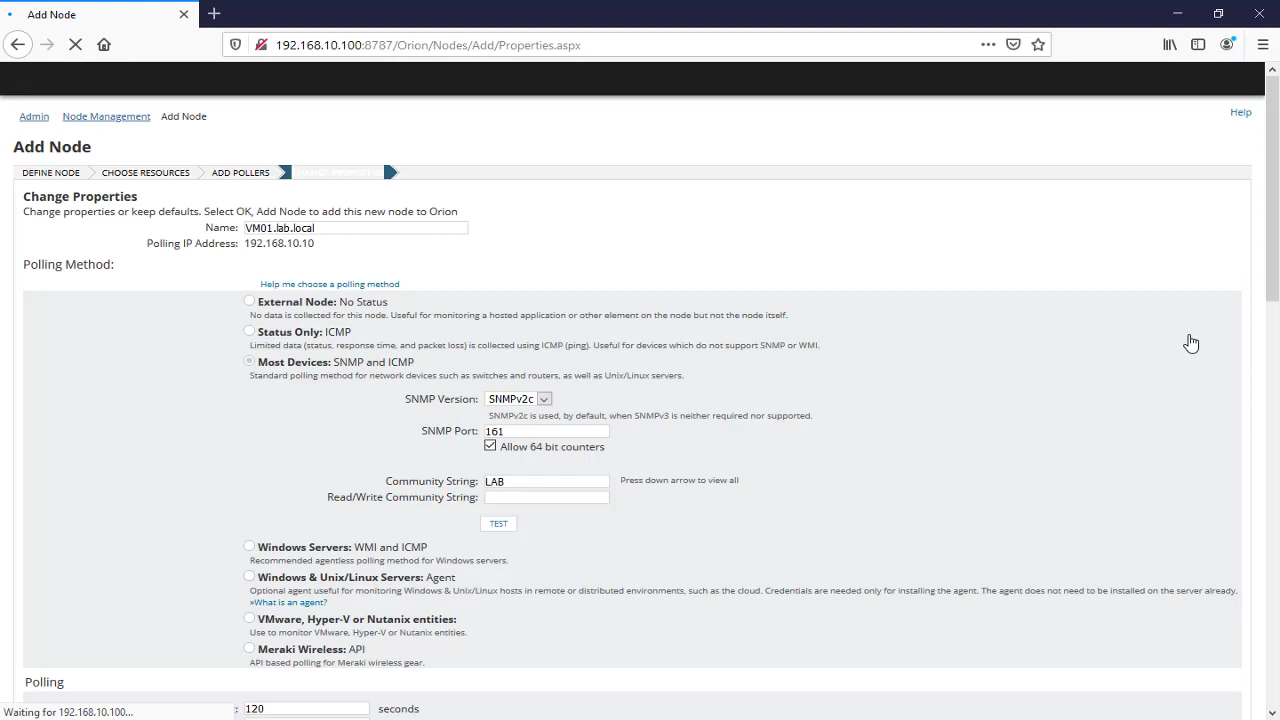 Add Node
192.168.10.100:8787/Orion/Nodes/Add/Properties.aspx
Admin Node Management Add Node
Help
Add Node
DEFINE NODE CHOOSE RESOURCES ADD POLLERS CHANGE PROPERTIES
Change Properties
Change properties or keep defaults. Select OK, Add Node to add this new node to Orion
Name: VM01.lab.local
Polling IP Address: 192.168.10.10
Polling Method:
Help me choose a polling method
External Node: No Status
No data is collected for this node. Useful for monitoring a hosted application or other element on the node but not the node itself.
Status Only: ICMP
Limited data (status, response time, and packet loss) is collected using ICMP (ping). Useful for devices which do not support SNMP or WMI.
Most Devices: SNMP and ICMP
Standard polling method for network devices such as switches and routers, as well as Unix/Linux servers.
SNMP Version: SNMPv2c
SNMPv2c is used, by default, when SNMPv3 is neither required nor supported.
SNMP Port: 161
Allow 64 bit counters
Community String: LAB Press down arrow to view all
Read/Write Community String:
TEST
Windows Servers: WMI and ICMP
Recommended agentless polling method for Windows servers.
Windows & Unix/Linux Servers: Agent
Optional agent useful for monitoring Windows & Unix/Linux hosts in remote or distributed environments, such as the cloud. Credentials are needed only for installing the agent. The agent does not need to be installed on the server already.
»What is an agent?
VMware, Hyper-V or Nutanix entities:
Use to monitor VMware, Hyper-V or Nutanix entities.
Meraki Wireless: API
API based polling for Meraki wireless gear.
Polling
: 120 seconds
Waiting for 192.168.10.100...